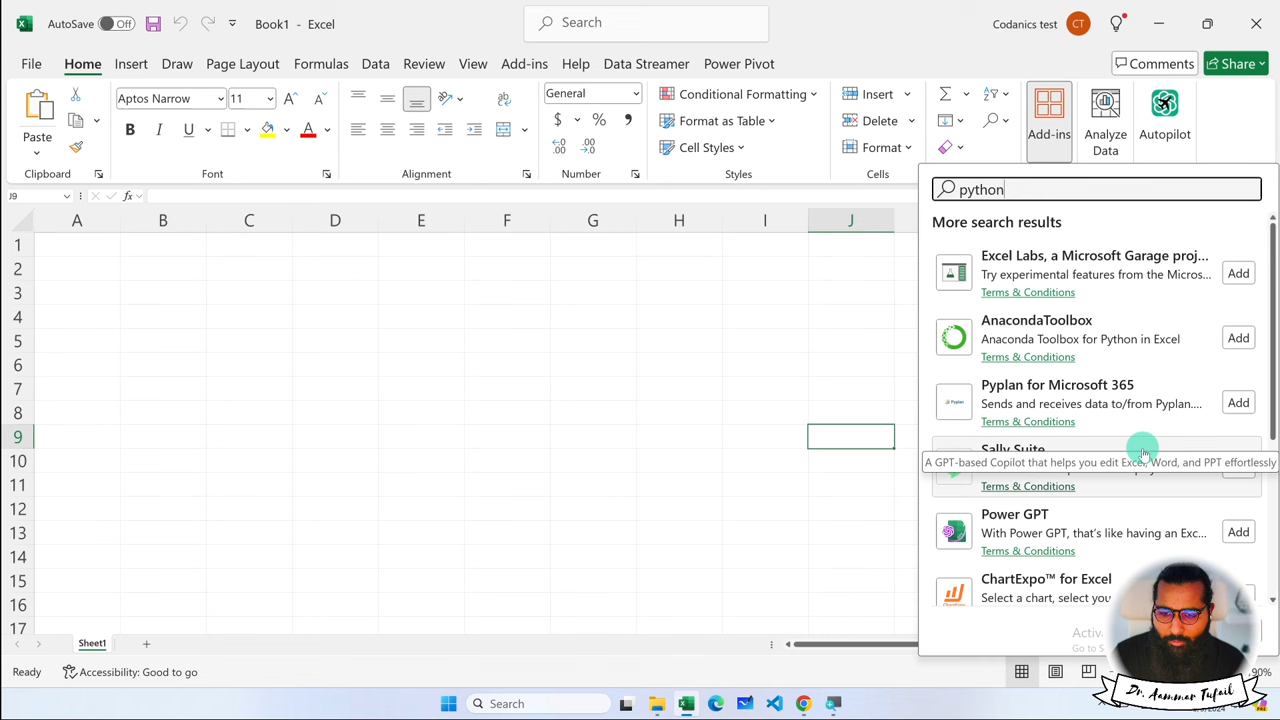 AutoSave Off Book1 - Excel Search Codanics test CT
File Home Insert Draw Page Layout Formulas Data Review View Add-ins Help Data Streamer Power Pivot Comments Share
Paste
Clipboard
Aptos Narrow 11
B I U A
Font
Alignment
General
$ % 9
Number
Conditional Formatting
Format as Table
Cell Styles
Styles
Insert
Delete
Format
Cells
Add-ins
Analyze
Data
Autopilot
J9 fx
A B C D E F G H I J
1
2
3
4
5
6
7
8
9
10
11
12
13
14
15
16
17
python
More search results
Excel Labs, a Microsoft Garage proj...
Try experimental features from the Micros...
Terms & Conditions
Add
AnacondaToolbox
Anaconda Toolbox for Python in Excel
Terms & Conditions
Add
Pyplan for Microsoft 365
Sends and receives data to/from Pyplan....
Terms & Conditions
Add
Sally Suite
A GPT-based Copilot that helps you edit Excel, Word, and PPT effortlessly
Terms & Conditions
Power GPT
With Power GPT, that's like having an Exc...
Terms & Conditions
Add
ChartExpo™ for Excel
Select a chart, select you
Sheet1
Ready Accessibility: Good to go
90%
Search
Dr. Aammar Tufail